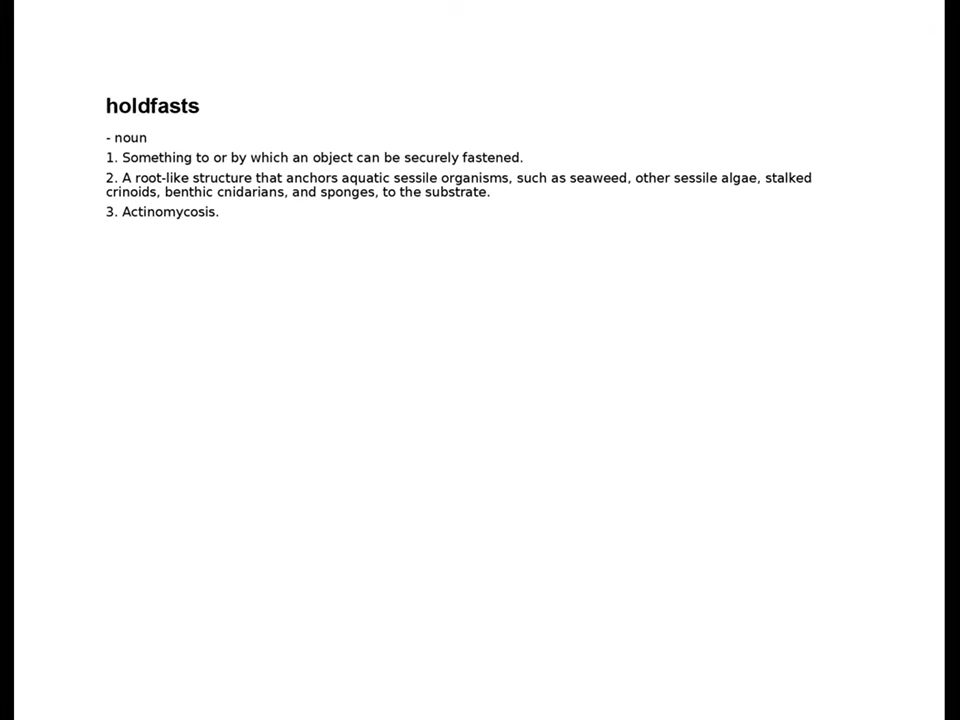 holdfasts
- noun
1. Something to or by which an object can be securely fastened.
2. A root-like structure that anchors aquatic sessile organisms, such as seaweed, other sessile algae, stalked
crinoids, benthic cnidarians, and sponges, to the substrate.
3. Actinomycosis.